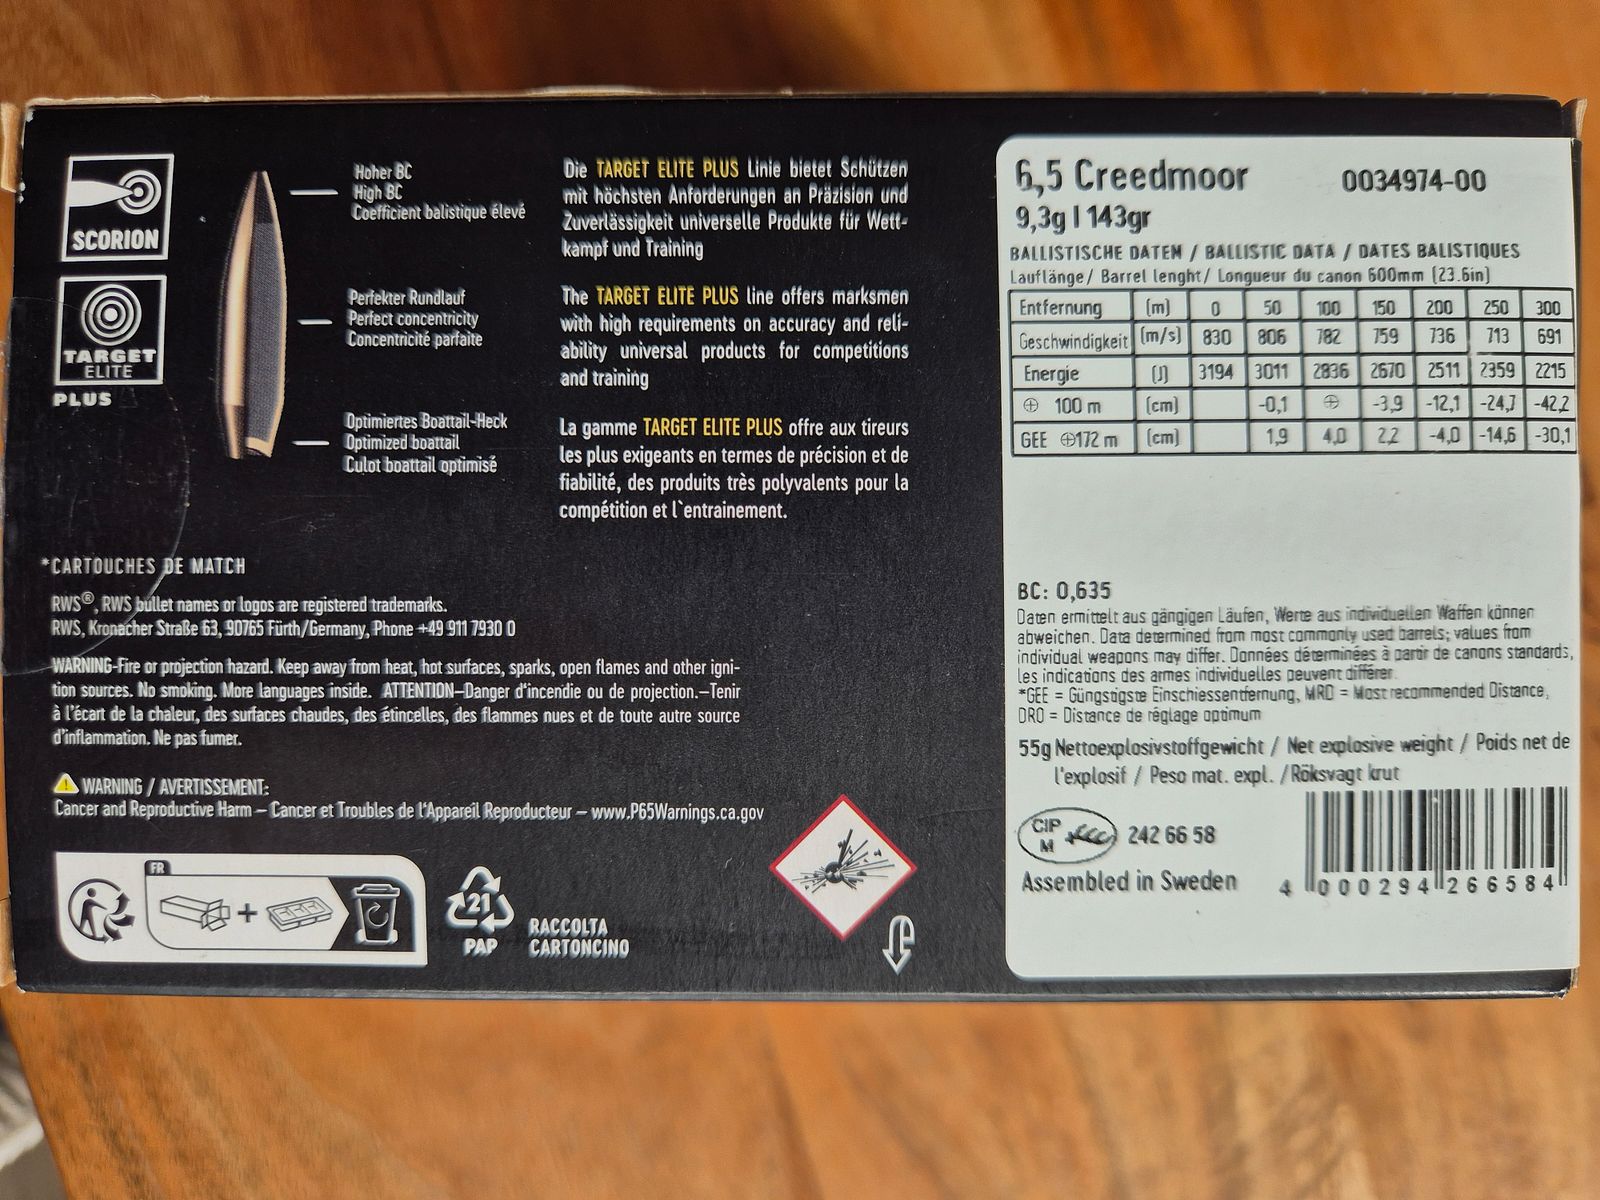 SCORION
TARGET
ELITE
PLUS
Hoher BC
High BC
Coefficient balistique élevé
Perfekter Rundlauf
Perfect concentricity
Concentricité parfaite
Optimiertes Boattail-Heck
Optimized boattail
Culot boattail optimisé
Die TARGET ELITE PLUS Linie bietet Schützen
mit höchsten Anforderungen an Präzision und
Zuverlässigkeit universelle Produkte für Wett-
kampf und Training
The TARGET ELITE PLUS line offers marksmen
with high requirements on accuracy and reli-
ability universal products for competitions
and training
La gamme TARGET ELITE PLUS offre aux tireurs
les plus exigeants en termes de précision et de
fiabilité, des produits très polyvalents pour la
compétition et l`entrainement.
*CARTOUCHES DE MATCH
RWS®, RWS bullet names or logos are registered trademarks.
RWS, Kronacher Straße 63, 90765 Fürth/Germany, Phone +49 911 7930 0
WARNING-Fire or projection hazard. Keep away from heat, hot surfaces, sparks, open flames and other igni-
tion sources. No smoking. More languages inside. ATTENTION—Danger d'incendie ou de projection.—Tenir
à l'écart de la chaleur, des surfaces chaudes, des étincelles, des flammes nues et de toute autre source
d'inflammation. Ne pas fumer.
WARNING / AVERTISSEMENT:
Cancer and Reproductive Harm – Cancer et Troubles de l'Appareil Reproducteur – www.P65Warnings.ca.gov
FR
+
21
PAP
RACCOLTA
CARTONCINO
6,5 Creedmoor 0034974-00
9,3g | 143gr
BALLISTISCHE DATEN / BALLISTIC DATA / DATES BALISTIQUES
Lauflänge/ Barrel lenght/ Longueur du canon 600mm (23.6in)
Entfernung (m) 0 50 100 150 200 250 300
Geschwindigkeit (m/s) 830 806 782 759 736 713 691
Energie (J) 3194 3011 2836 2670 2511 2359 2215
⊕ 100 m (cm) -0,1 ⊕ -3,9 -12,1 -24,7 -42,2
GEE ⊕172 m (cm) 1,9 4,0 2,2 -4,0 -14,6 -30,1
BC: 0,635
Daten ermittelt aus gängigen Läufen, Werte aus individuellen Waffen können
abweichen. Data determined from most commonly used barrels; values from
individual weapons may differ. Données déterminées à partir de canons standards,
les indications des armes individuelles peuvent différer.
*GEE = Güngstigste Einschiessentfernung, MRD = Most recommended Distance,
DRO = Distance de réglage optimum
55g Nettoexplosivstoffgewicht / Net explosive weight / Poids net de
l'explosif / Peso mat. expl. /Röksvagt krut
CIP
M
242 66 58
Assembled in Sweden
4 000294 266584